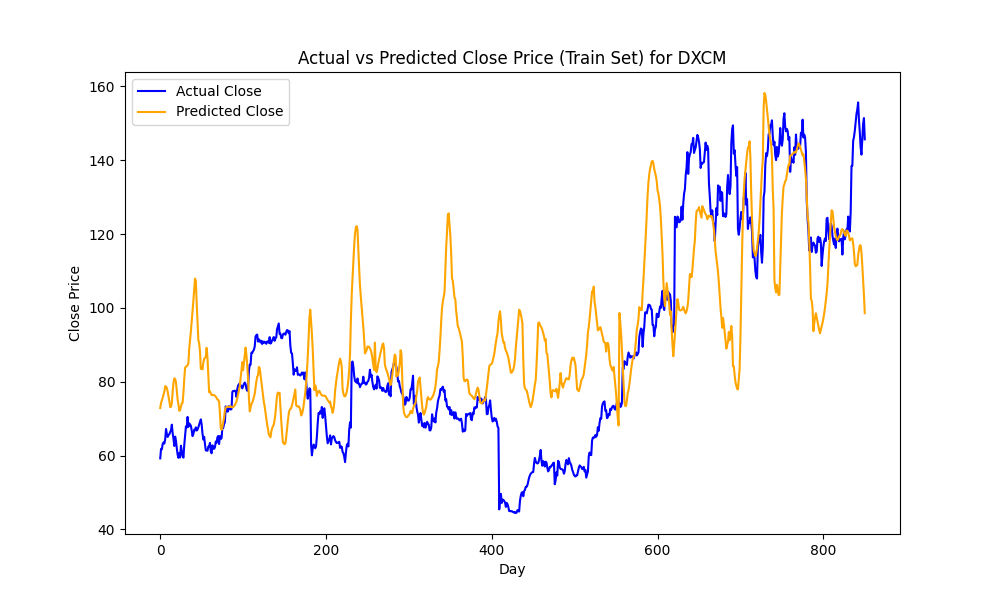 Actual vs Predicted Close Price (Train Set) for DXCM
Actual Close
Predicted Close
160
140
120
100
80
60
40
Close Price
0 200 400 600 800
Day